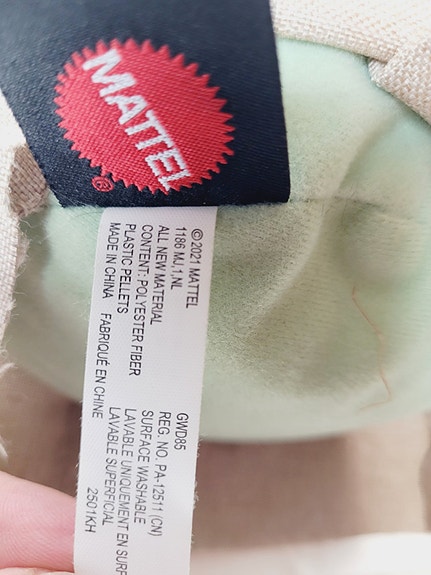 MATTEL
®
© 2021 MATTEL
1186 MJ,1,NL
ALL NEW MATERIAL
CONTENT: POLYESTER FIBER
PLASTIC PELLETS
MADE IN CHINA FABRIQUÉ EN CHINE
GWD85
REG. NO. PA-12511 (CN)
SURFACE WASHABLE
LAVABLE UNIQUEMENT EN SURF
LAVABLE SUPERFICIAL
2501KH